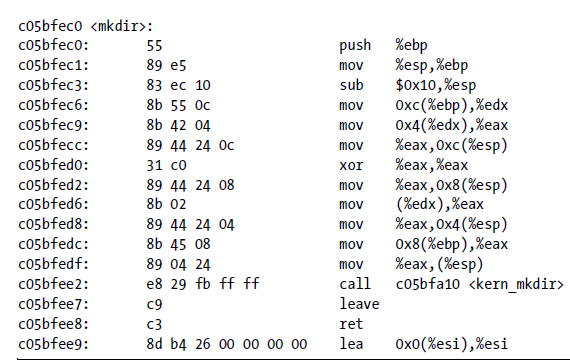 c05bfec0 <mkdir>:
c05bfec0: 55 push %ebp
c05bfec1: 89 e5 mov %esp,%ebp
c05bfec3: 83 ec 10 sub $0x10,%esp
c05bfec6: 8b 55 0c mov 0xc(%ebp),%edx
c05bfec9: 8b 42 04 mov 0x4(%edx),%eax
c05bfecc: 89 44 24 0c mov %eax,0xc(%esp)
c05bfed0: 31 c0 xor %eax,%eax
c05bfed2: 89 44 24 08 mov %eax,0x8(%esp)
c05bfed6: 8b 02 mov (%edx),%eax
c05bfed8: 89 44 24 04 mov %eax,0x4(%esp)
c05bfedc: 8b 45 08 mov 0x8(%ebp),%eax
c05bfedf: 89 04 24 mov %eax,(%esp)
c05bfee2: e8 29 fb ff ff call c05bfa10 <kern_mkdir>
c05bfee7: c9 leave
c05bfee8: c3 ret
c05bfee9: 8d b4 26 00 00 00 00 lea 0x0(%esi),%esi